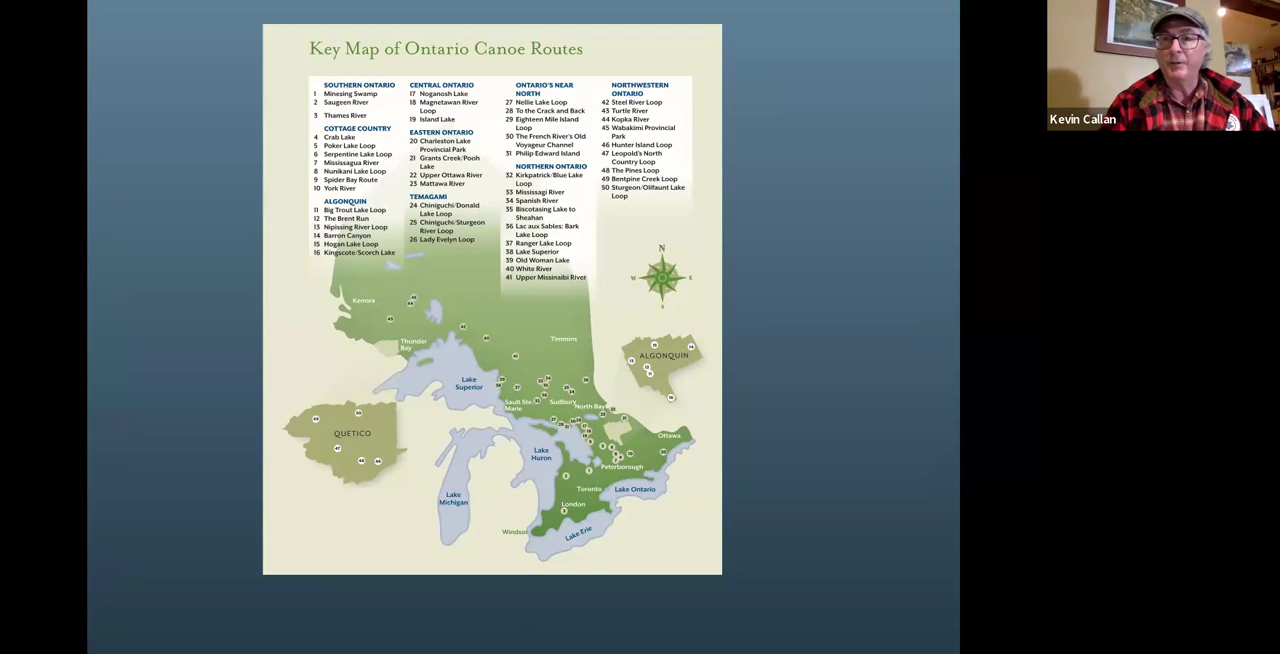 Key Map of Ontario Canoe Routes
SOUTHERN ONTARIO
1 Minesing Swamp
2 Saugeen River
3 Thames River
COTTAGE COUNTRY
4 Crab Lake
5 Poker Lake Loop
6 Serpentine Lake Loop
7 Mississagua River
8 Nunikani Lake Loop
9 Spider Bay Route
10 York River
ALGONQUIN
11 Big Trout Lake Loop
12 The Brent Run
13 Nipissing River Loop
14 Barron Canyon
15 Hogan Lake Loop
16 Kingscote/Scorch Lake
CENTRAL ONTARIO
17 Noganosh Lake
18 Magnetawan River
Loop
19 Island Lake
EASTERN ONTARIO
20 Charleston Lake
Provincial Park
21 Grants Creek/Pooh
Lake
22 Upper Ottawa River
23 Mattawa River
TEMAGAMI
24 Chiniguchi/Donald
Lake Loop
25 Chiniguchi/Sturgeon
River Loop
26 Lady Evelyn Loop
ONTARIO'S NEAR
NORTH
27 Nellie Lake Loop
28 To the Crack and Back
29 Eighteen Mile Island
Loop
30 The French River's Old
Voyageur Channel
31 Philip Edward Island
NORTHERN ONTARIO
32 Kirkpatrick/Blue Lake
Loop
33 Mississagi River
34 Spanish River
35 Biscotasing Lake to
Sheahan
36 Lac aux Sables: Bark
Lake Loop
37 Ranger Lake Loop
38 Lake Superior
39 Old Woman Lake
40 White River
41 Upper Missinaibi River
NORTHWESTERN
ONTARIO
42 Steel River Loop
43 Turtle River
44 Kopka River
45 Wabakimi Provincial
Park
46 Hunter Island Loop
47 Leopold's North
Country Loop
48 The Pines Loop
49 Bentpine Creek Loop
50 Sturgeon/Olifaunt Lake
Loop
N
W E
S
Kenora
Thunder
Bay
Timmins
ALGONQUIN
Lake
Superior
Sault Ste.
Marie
Sudbury
North Bay
QUETICO
Ottawa
Lake
Huron
Peterborough
Lake
Michigan
Toronto
Lake Ontario
London
Windsor
Lake Erie
Kevin Callan